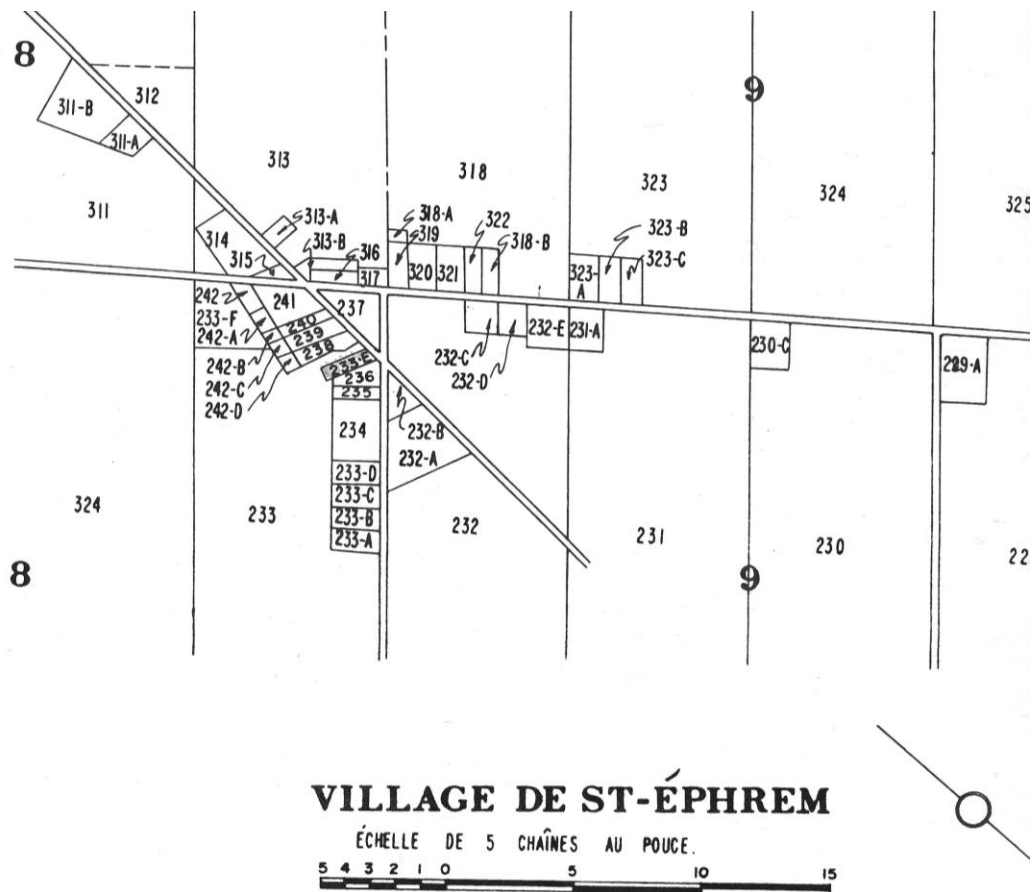 8
9
311-B
312
311-A
313
318
323
324
325
311
313-A
318-A
322
323-B
314
313-B
316
319
318-B
323-C
315
317
320
321
323-
A
242
241
237
233-F
240
232-E
231-A
242-A
239
230-C
242-B
238
233-E
232-C
229-A
242-C
236
232-D
242-D
235
234
232-B
232-A
233-D
324
233-C
233
232
231
230
22
233-B
233-A
8
9
VILLAGE DE ST-ÉPHREM
ÉCHELLE DE 5 CHAÎNES AU POUCE.
5 4 3 2 1 0 5 10 15